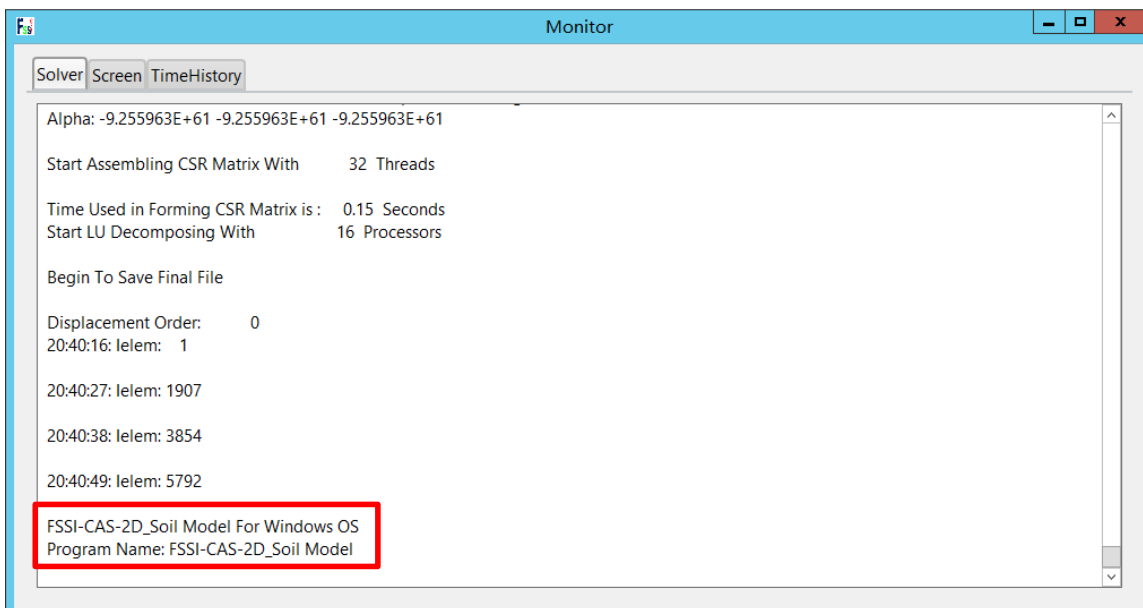 Fssi
Monitor
Solver Screen TimeHistory
Alpha: -9.255963E+61 -9.255963E+61 -9.255963E+61
Start Assembling CSR Matrix With 32 Threads
Time Used in Forming CSR Matrix is : 0.15 Seconds
Start LU Decomposing With 16 Processors
Begin To Save Final File
Displacement Order: 0
20:40:16: Ielem: 1
20:40:27: Ielem: 1907
20:40:38: Ielem: 3854
20:40:49: Ielem: 5792
FSSI-CAS-2D_Soil Model For Windows OS
Program Name: FSSI-CAS-2D_Soil Model